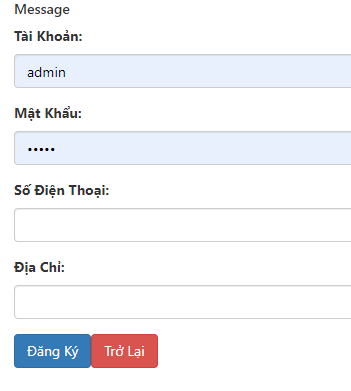 Message
Tài Khoản:
admin
Mật Khẩu:
•••••
Số Điện Thoại:
Địa Chỉ:
Đăng Ký Trở Lại